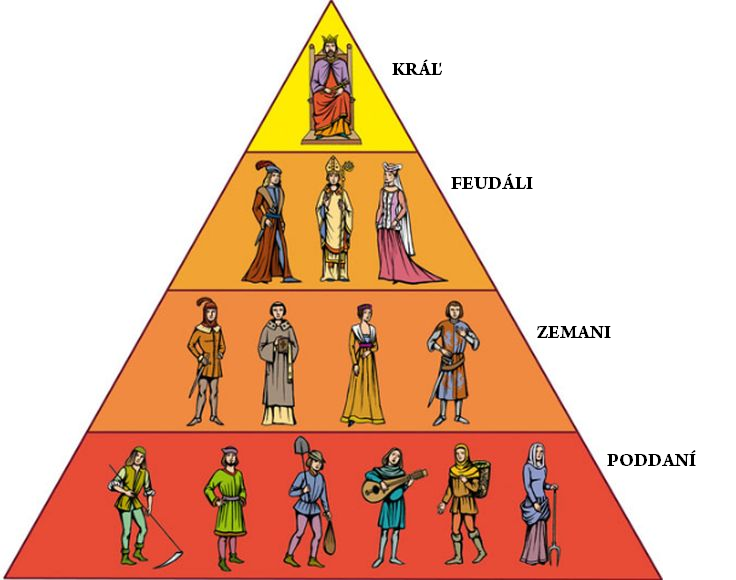 KRÁĽ
FEUDÁLI
ZEMANI
PODDANÍ